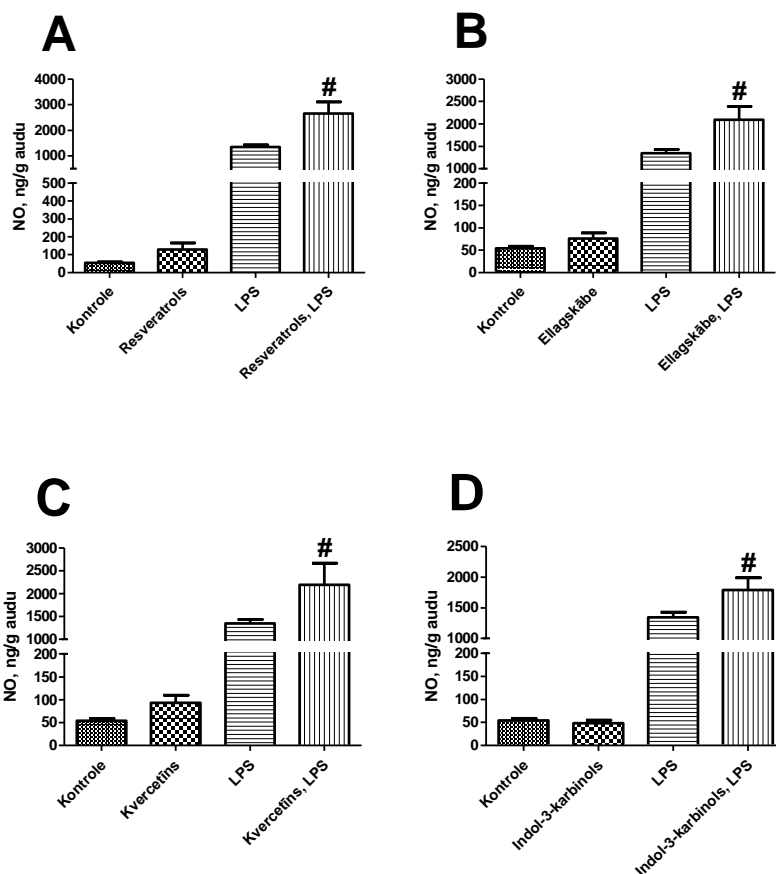 A
NO, ng/g audu
4000
3000
2000
1000
500
400
300
200
100
0
#
Kontrole
Resveratrols
LPS
Resveratrols, LPS
B
NO, ng/g audu
3000
2500
2000
1500
1000
200
150
100
50
0
#
Kontrole
Ellagskābe
LPS
Ellagskābe, LPS
C
NO, ng/g audu
3000
2500
2000
1500
1000
200
150
100
50
0
#
Kontrole
Kvercetīns
LPS
Kvercetīns, LPS
D
NO, ng/g audu
2500
2000
1500
1000
200
150
100
50
0
#
Kontrole
Indol-3-karbinols
LPS
Indol-3-karbinols, LPS